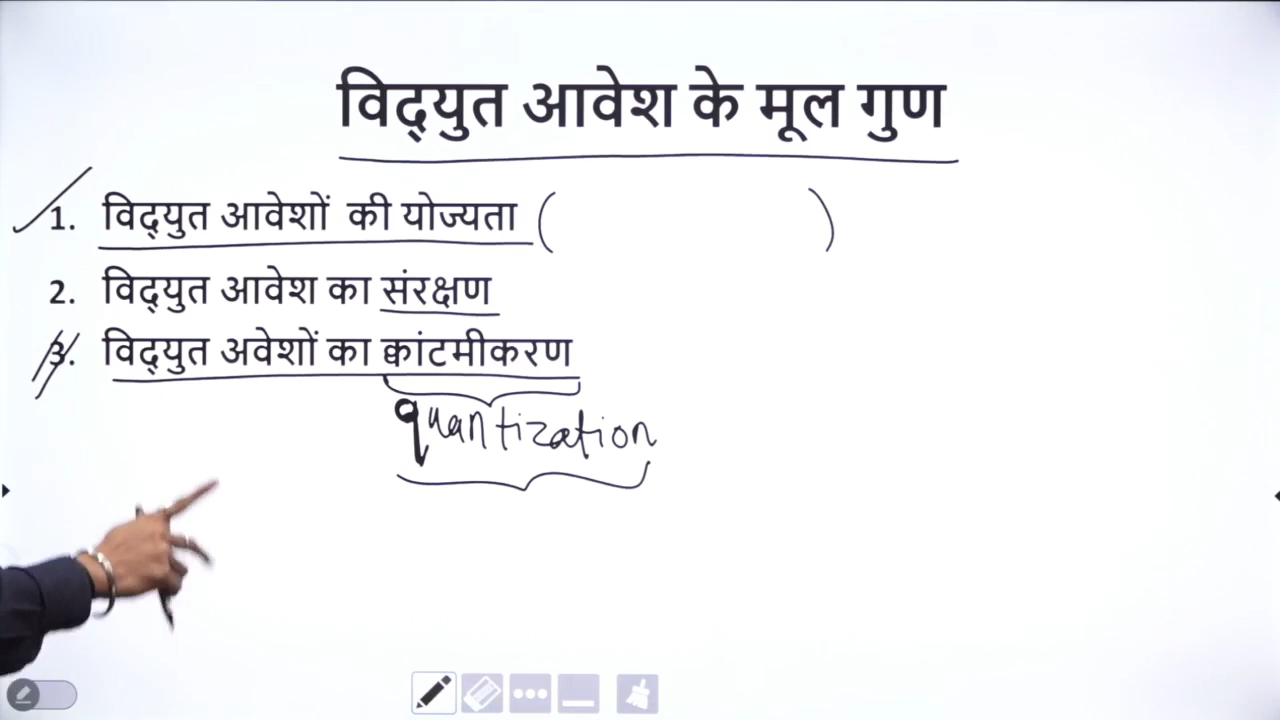 विद्युत आवेश के मूल गुण
1. विद्युत आवेशों की योज्यता ( )
2. विद्युत आवेश का संरक्षण
3. विद्युत अवेशों का क्वांटमीकरण
quantization